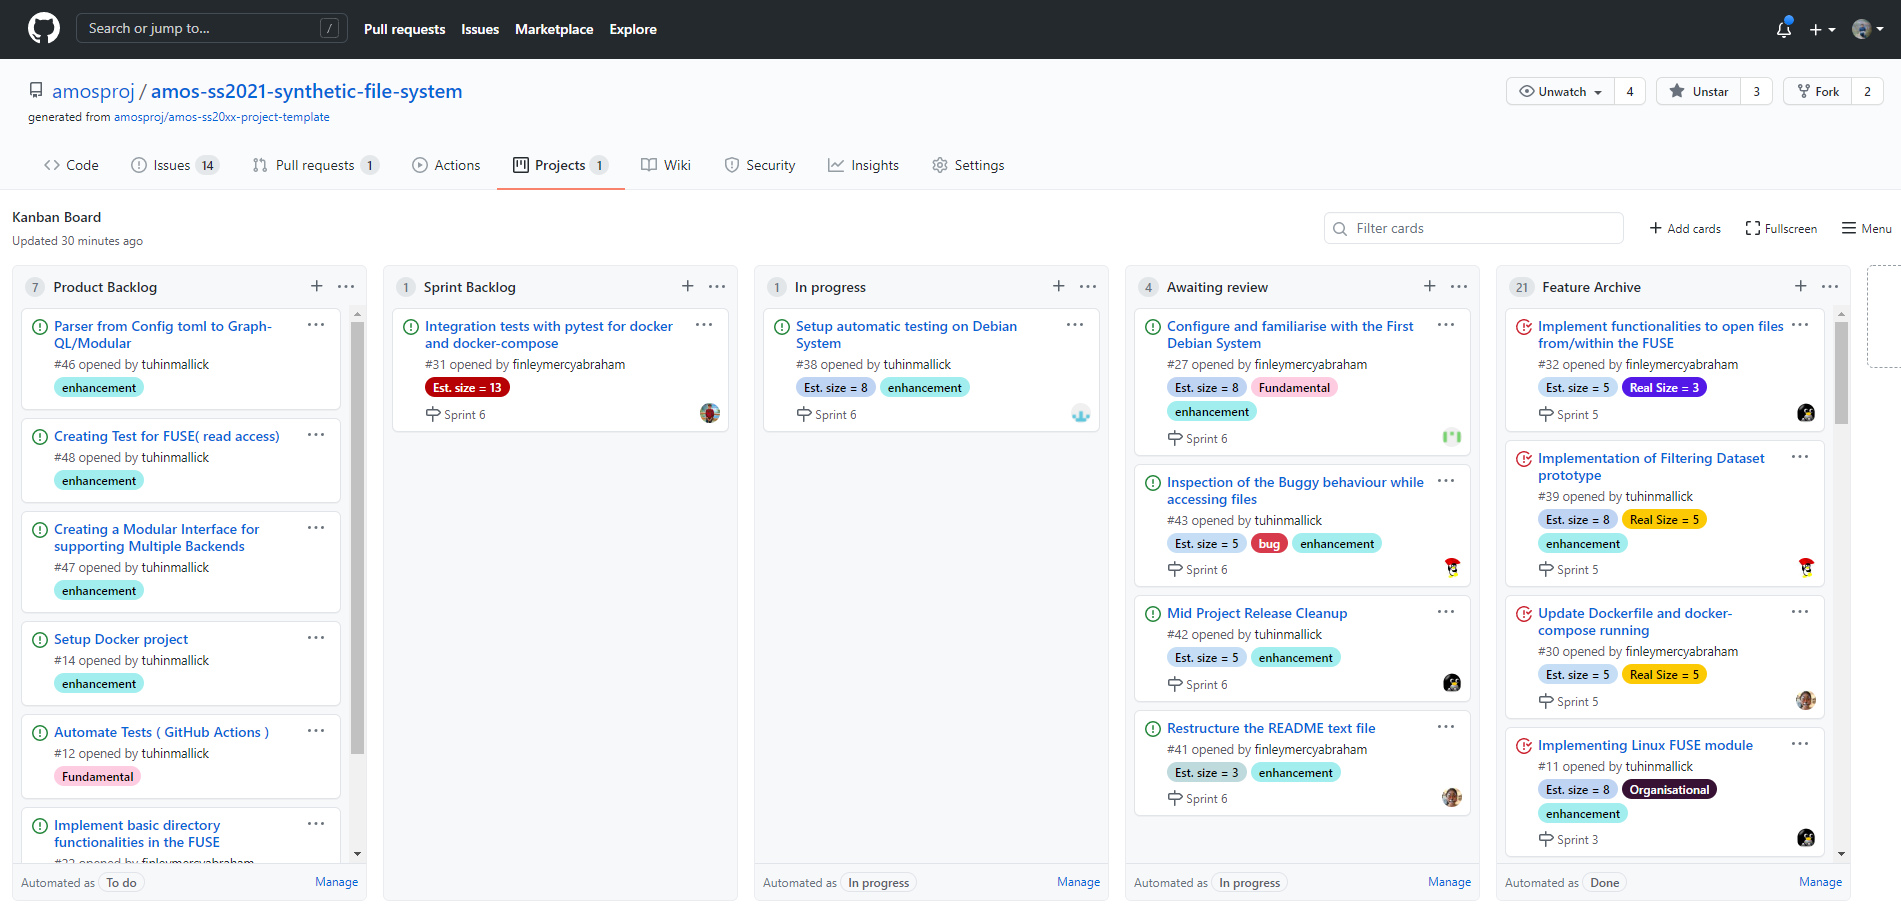 Search or jump to...
/
Pull requests
Issues
Marketplace
Explore
amosproj / amos-ss2021-synthetic-file-system
generated from amosproj/amos-ss20xx-project-template
Unwatch 4
Unstar 3
Fork 2
Code
Issues 14
Pull requests 1
Actions
Projects 1
Wiki
Security
Insights
Settings
Kanban Board
Updated 30 minutes ago
Filter cards
Add cards
Fullscreen
Menu
7 Product Backlog
Parser from Config toml to Graph-
QL/Modular
#46 opened by tuhinmallick
enhancement
Creating Test for FUSE( read access)
#48 opened by tuhinmallick
enhancement
Creating a Modular Interface for
supporting Multiple Backends
#47 opened by tuhinmallick
enhancement
Setup Docker project
#14 opened by tuhinmallick
enhancement
Automate Tests ( GitHub Actions )
#12 opened by tuhinmallick
Fundamental
Implement basic directory
functionalities in the FUSE
opened by finleymercyabraham
Automated as To do
Manage
1 Sprint Backlog
Integration tests with pytest for docker
and docker-compose
#31 opened by finleymercyabraham
Est. size = 13
Sprint 6
1 In progress
Setup automatic testing on Debian
System
#38 opened by tuhinmallick
Est. size = 8 enhancement
Sprint 6
Automated as In progress
Manage
4 Awaiting review
Configure and familiarise with the First
Debian System
#27 opened by finleymercyabraham
Est. size = 8 Fundamental
enhancement
Sprint 6
Inspection of the Buggy behaviour while
accessing files
#43 opened by tuhinmallick
Est. size = 5 bug enhancement
Sprint 6
Mid Project Release Cleanup
#42 opened by tuhinmallick
Est. size = 5 enhancement
Sprint 6
Restructure the README text file
#41 opened by finleymercyabraham
Est. size = 3 enhancement
Sprint 6
Automated as In progress
Manage
21 Feature Archive
Implement functionalities to open files
from/within the FUSE
#32 opened by finleymercyabraham
Est. size = 5 Real Size = 3
Sprint 5
Implementation of Filtering Dataset
prototype
#39 opened by tuhinmallick
Est. size = 8 Real Size = 5
enhancement
Sprint 5
Update Dockerfile and docker-
compose running
#30 opened by finleymercyabraham
Est. size = 5 Real Size = 5
Sprint 5
Implementing Linux FUSE module
#11 opened by tuhinmallick
Est. size = 8 Organisational
enhancement
Sprint 3
Automated as Done
Manage